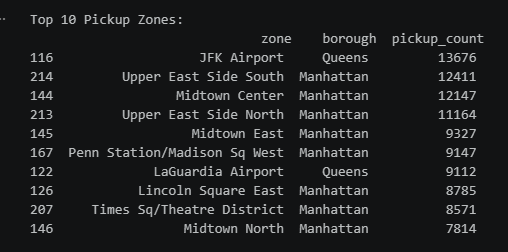 Top 10 Pickup Zones:
zone borough pickup_count
116 JFK Airport Queens 13676
214 Upper East Side South Manhattan 12411
144 Midtown Center Manhattan 12147
213 Upper East Side North Manhattan 11164
145 Midtown East Manhattan 9327
167 Penn Station/Madison Sq West Manhattan 9147
122 LaGuardia Airport Queens 9112
126 Lincoln Square East Manhattan 8785
207 Times Sq/Theatre District Manhattan 8571
146 Midtown North Manhattan 7814